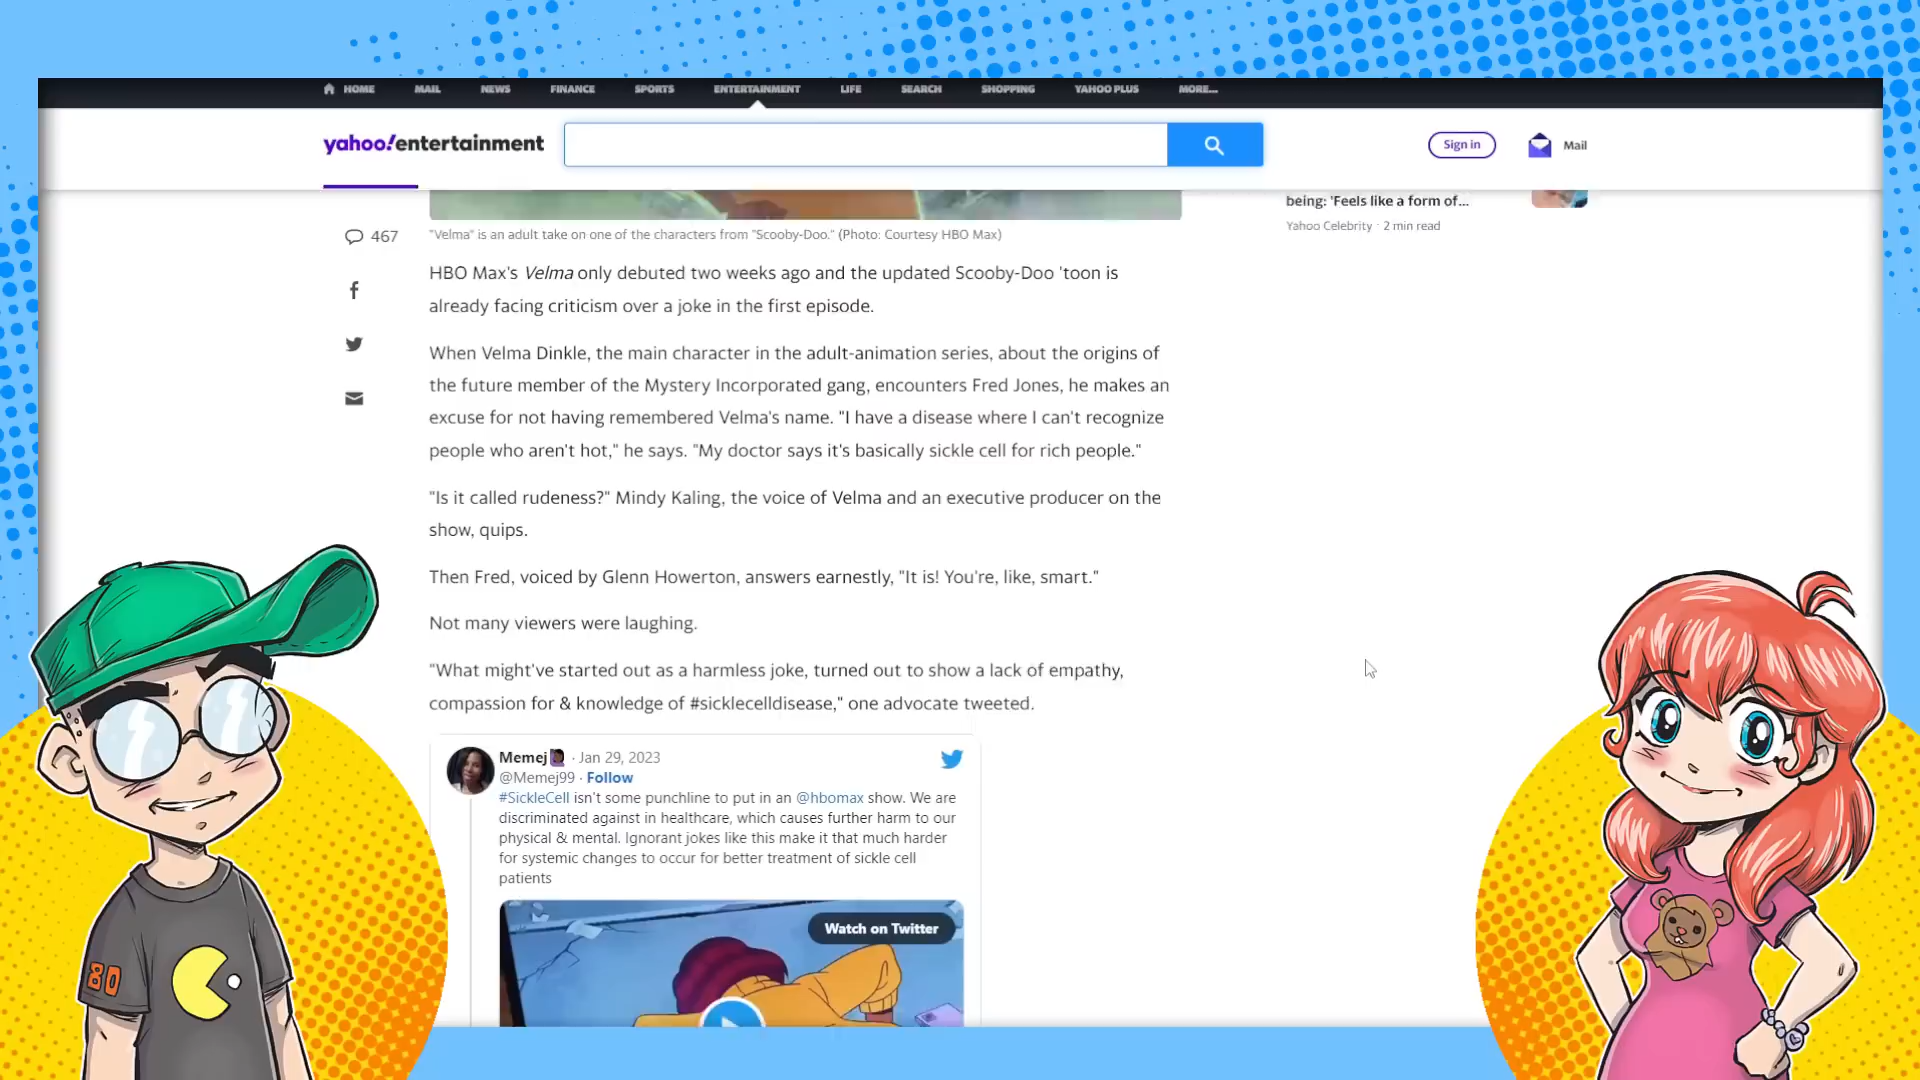 HOME MAIL NEWS FINANCE SPORTS ENTERTAINMENT LIFE SEARCH SHOPPING YAHOO PLUS MORE...
yahoo!entertainment
Sign in
Mail
being: 'Feels like a form of...
Yahoo Celebrity · 2 min read
467
"Velma" is an adult take on one of the characters from "Scooby-Doo." (Photo: Courtesy HBO Max)
HBO Max's Velma only debuted two weeks ago and the updated Scooby-Doo 'toon is
already facing criticism over a joke in the first episode.
When Velma Dinkle, the main character in the adult-animation series, about the origins of
the future member of the Mystery Incorporated gang, encounters Fred Jones, he makes an
excuse for not having remembered Velma's name. "I have a disease where I can't recognize
people who aren't hot," he says. "My doctor says it's basically sickle cell for rich people."
"Is it called rudeness?" Mindy Kaling, the voice of Velma and an executive producer on the
show, quips.
Then Fred, voiced by Glenn Howerton, answers earnestly, "It is! You're, like, smart."
Not many viewers were laughing.
"What might've started out as a harmless joke, turned out to show a lack of empathy,
compassion for & knowledge of #sicklecelldisease," one advocate tweeted.
Memej · Jan 29, 2023
@Memej99 · Follow
#SickleCell isn't some punchline to put in an @hbomax show. We are
discriminated against in healthcare, which causes further harm to our
physical & mental. Ignorant jokes like this make it that much harder
for systemic changes to occur for better treatment of sickle cell
patients
Watch on Twitter
80